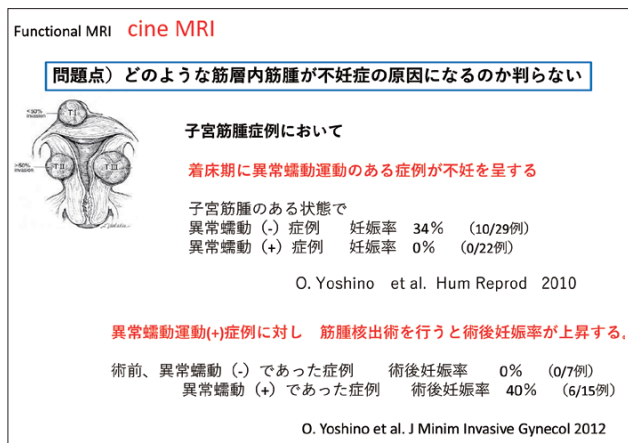 Functional MRI cine MRI
問題点）どのような筋層内筋腫が不妊症の原因になるのか判らない
<50%
invasion
T I
>50%
invasion
T II
T III
子宮筋腫症例において
着床期に異常蠕動運動のある症例が不妊を呈する
子宮筋腫のある状態で
異常蠕動（-）症例 妊娠率 34% （10/29例）
異常蠕動（+）症例 妊娠率 0% （0/22例）
O. Yoshino et al. Hum Reprod 2010
異常蠕動運動(+)症例に対し 筋腫核出術を行うと術後妊娠率が上昇する。
術前、異常蠕動（-）であった症例 術後妊娠率 0% （0/7例）
異常蠕動（+）であった症例 術後妊娠率 40% （6/15例）
O. Yoshino et al. J Minim Invasive Gynecol 2012